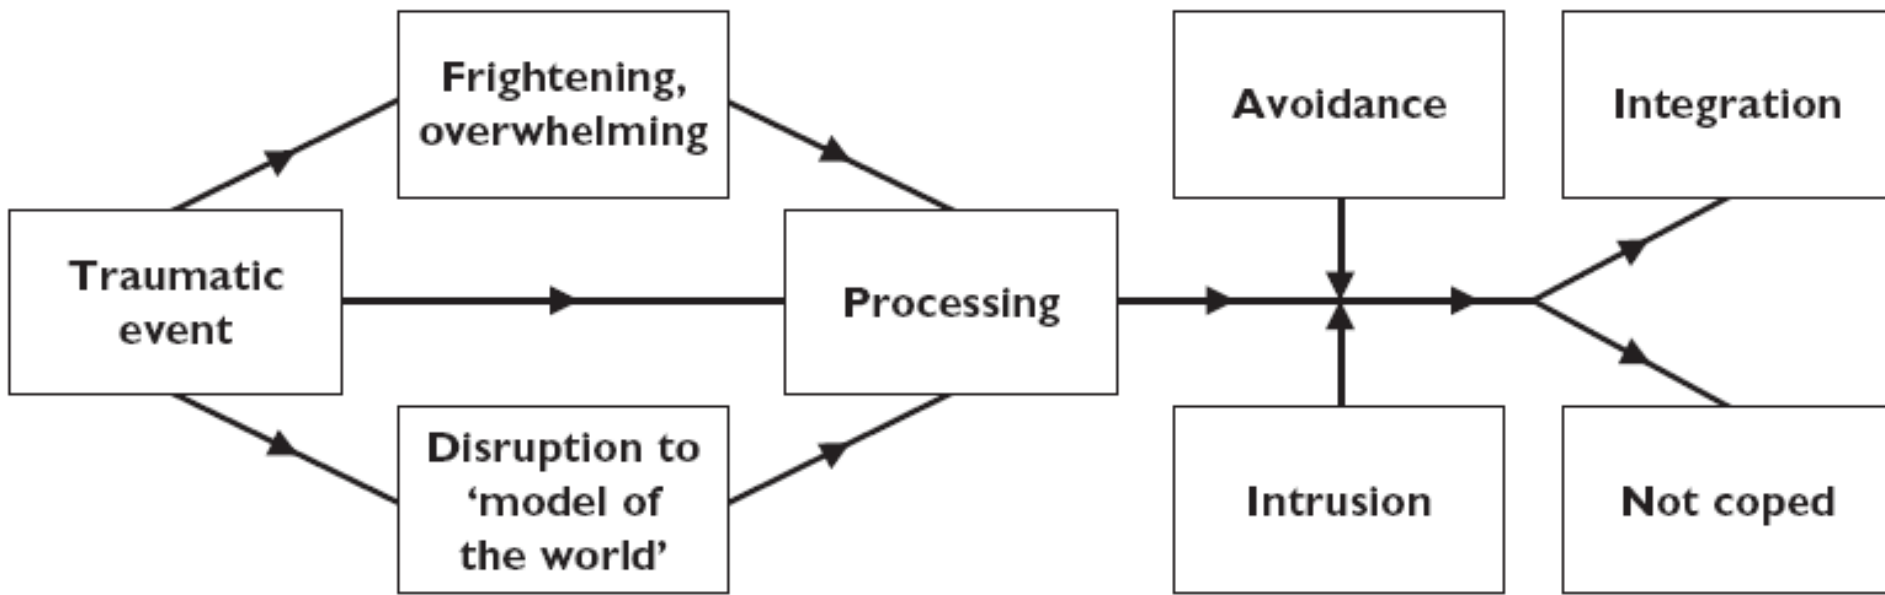 Frightening,
overwhelming
Avoidance
Integration
Traumatic
event
Processing
Disruption to
‘model of
the world’
Intrusion
Not coped